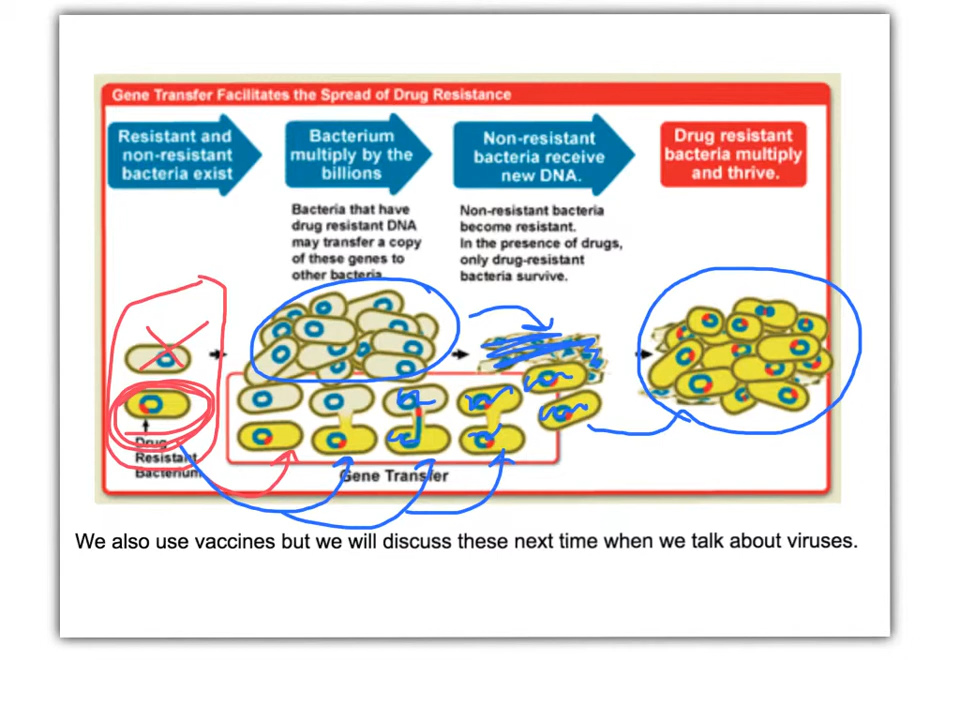 Gene Transfer Facilitates the Spread of Drug Resistance
Resistant and
non-resistant
bacteria exist
Bacterium
multiply by the
billions
Non-resistant
bacteria receive
new DNA.
Drug resistant
bacteria multiply
and thrive.
Bacteria that have
drug resistant DNA
may transfer a copy
of these genes to
other bacteria.
Non-resistant bacteria
become resistant.
In the presence of drugs,
only drug-resistant
bacteria survive.
Drug
Resistant
Bacterium
Gene Transfer
We also use vaccines but we will discuss these next time when we talk about viruses.